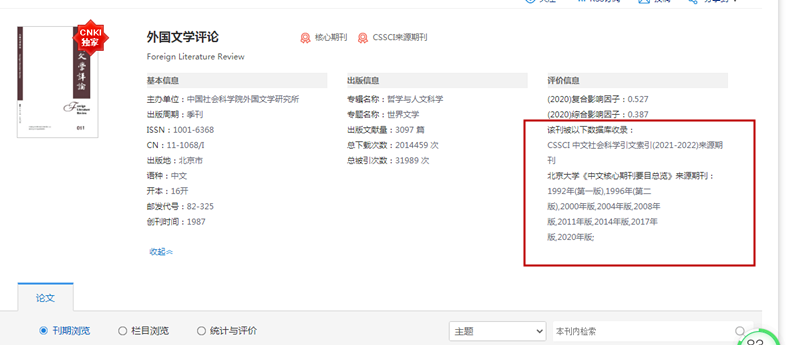 CNKI
独家
外国文学评论
核心期刊
CSSCI来源期刊
Foreign Literature Review
基本信息
出版信息
评价信息
主办单位：中国社会科学院外国文学研究所
专辑名称：哲学与人文科学
(2020)复合影响因子：0.527
出版周期：季刊
专题名称：世界文学
(2020)综合影响因子：0.387
ISSN：1001-6368
出版文献量：3097 篇
该刊被以下数据库收录：
CN：11-1068/I
总下载次数：2014459 次
CSSCI 中文社会科学引文索引(2021-2022)来源期
刊
出版地：北京市
总被引次数：31989 次
语种：中文
北京大学《中文核心期刊要目总览》来源期刊：
开本：16开
1992年(第一版),1996年(第二
版),2000年版,2004年版,2008年
邮发代号：82-325
版,2011年版,2014年版,2017年
创刊时间：1987
版,2020年版;
收起
论文
刊期浏览
栏目浏览
统计与评价
主题
本刊内检索